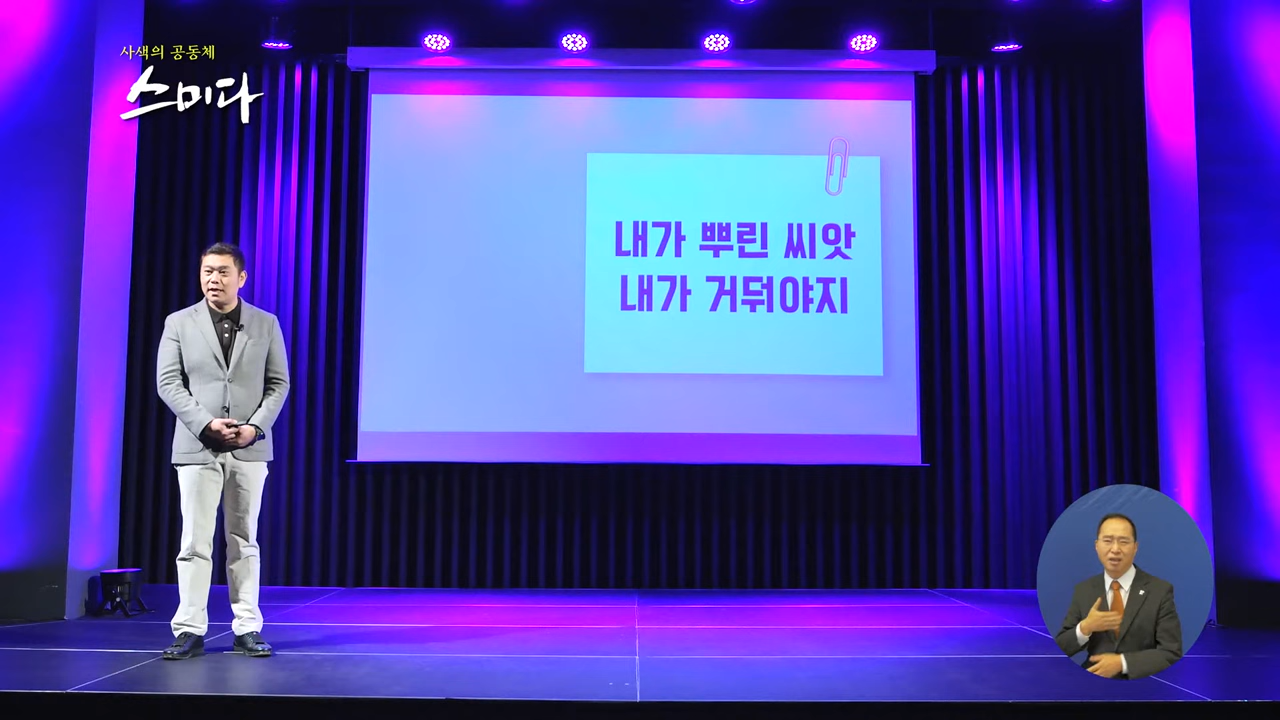 사색의 공동체
스미다
내가 뿌린 씨앗
내가 거둬야지